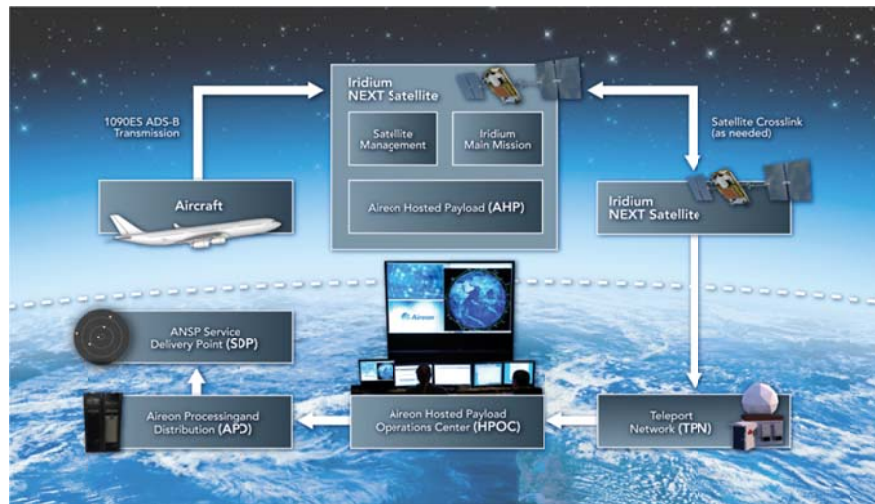 Iridium
NEXT Satellite
1090ES ADS-B
Transmission
Satellite Crosslink
(as needed)
Satellite
Management
Iridium
Main Mission
Aircraft
Aireon Hosted Payload (AHP)
Iridium
NEXT Satellite
Aireon
ANSP Service
Delivery Point (SDP)
Aireon Processingand
Distribution (APD)
Aireon Hosted Payload
Operations Center (HPOC)
Teleport
Network (TPN)